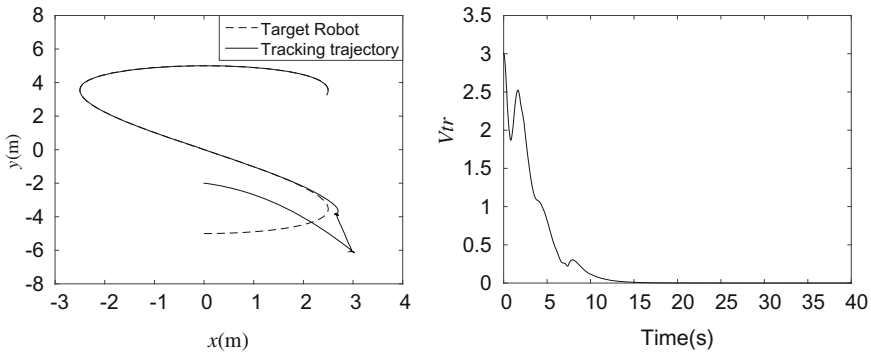 8
6
4
2
0
-2
-4
-6
-8
y(m)
Target Robot
Tracking trajectory
-3 -2 -1 0 1 2 3 4
x(m)
3.5
3
2.5
2
1.5
1
0.5
0
Vtr
0 5 10 15 20 25 30 35 40
Time(s)